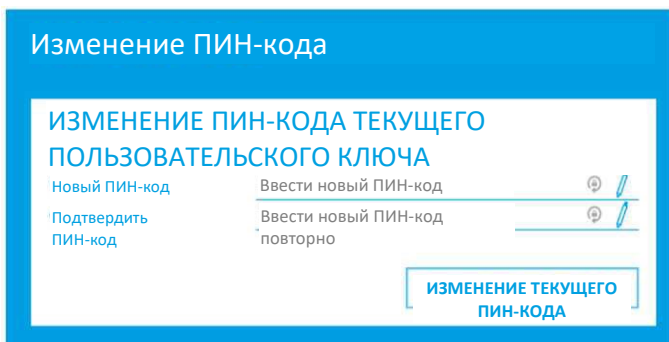 Изменение ПИН-кода
ИЗМЕНЕНИЕ ПИН-КОДА ТЕКУЩЕГО
ПОЛЬЗОВАТЕЛЬСКОГО КЛЮЧА
Новый ПИН-код Ввести новый ПИН-код
Подтвердить Ввести новый ПИН-код
ПИН-код повторно
ИЗМЕНЕНИЕ ТЕКУЩЕГО
ПИН-КОДА